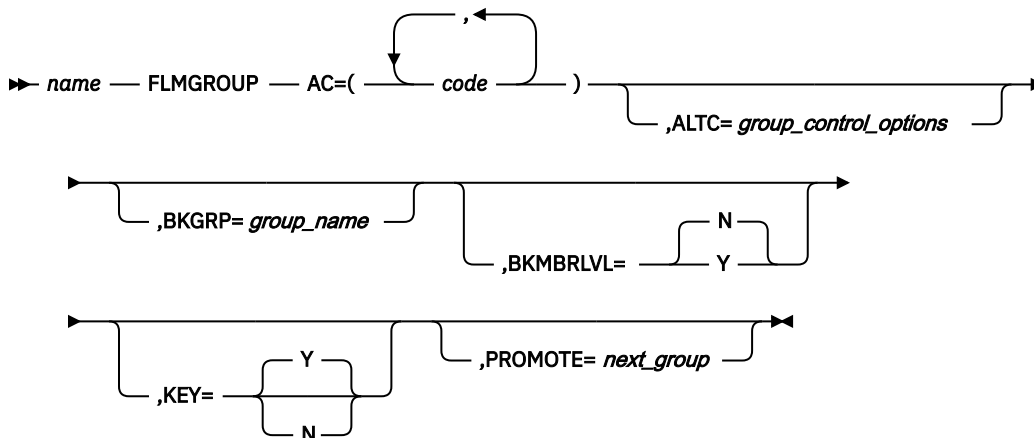 ,
name FLMGROUP AC=( code )
,ALTC= group_control_options
,BKGRP= group_name
N
,BKMBRLVL= Y
Y
,KEY=
N
,PROMOTE= next_group